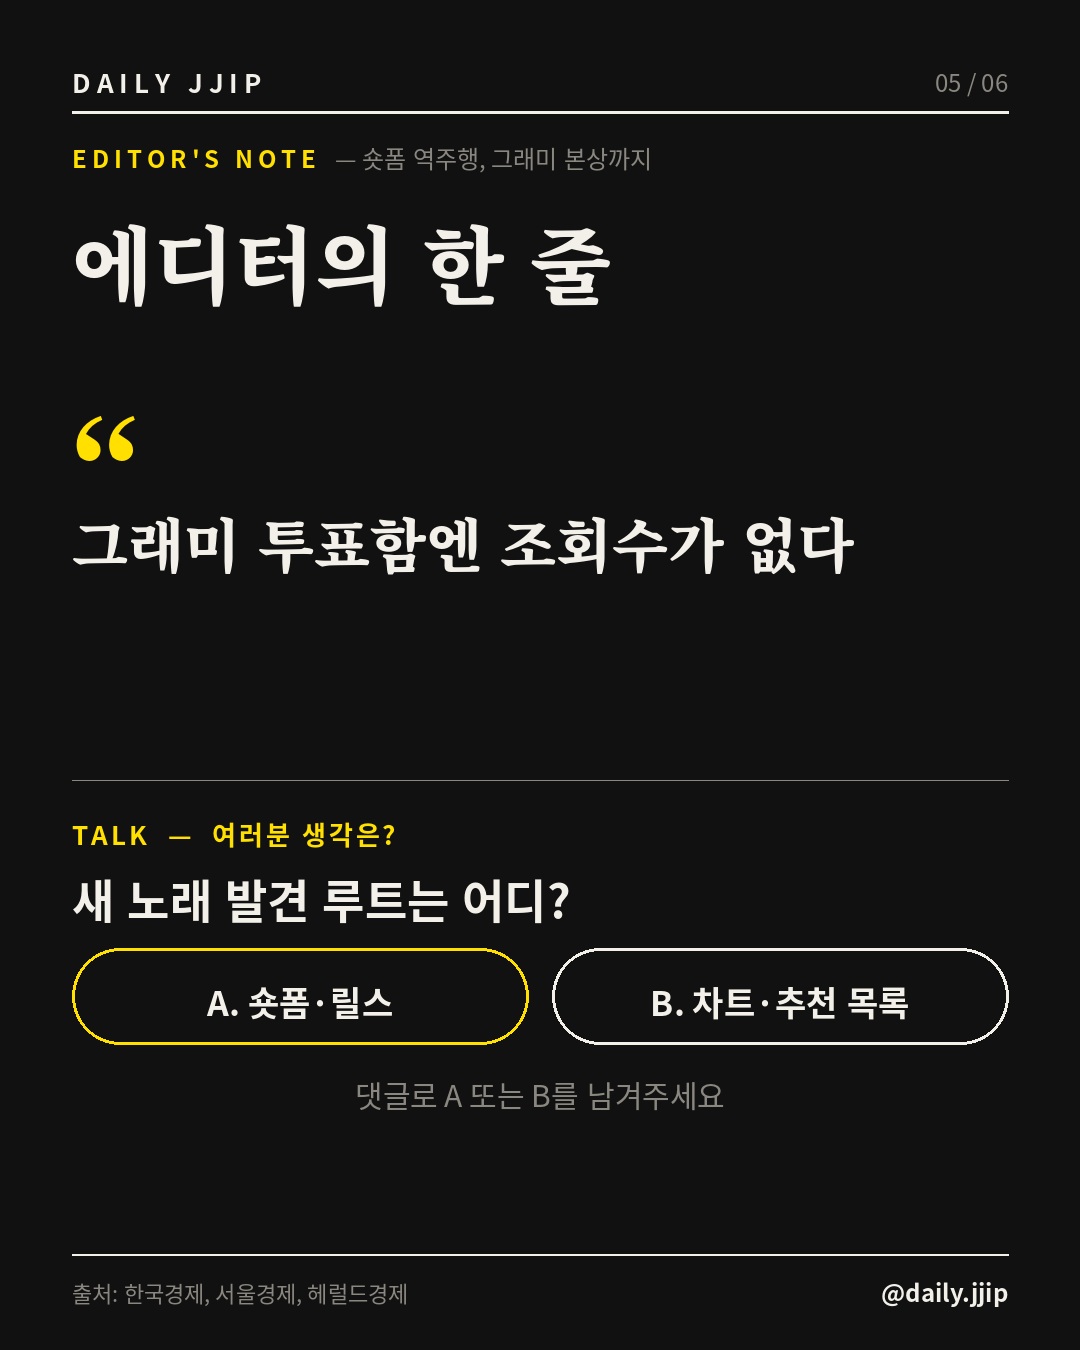 DAILY JJIP 05 / 06
EDITOR'S NOTE — 숏폼 역주행, 그래미 본상까지
에디터의 한 줄
“
그래미 투표함엔 조회수가 없다
TALK — 여러분 생각은?
새 노래 발견 루트는 어디?
A. 숏폼·릴스 B. 차트·추천 목록
댓글로 A 또는 B를 남겨주세요
출처: 한국경제, 서울경제, 헤럴드경제 @daily.jjip